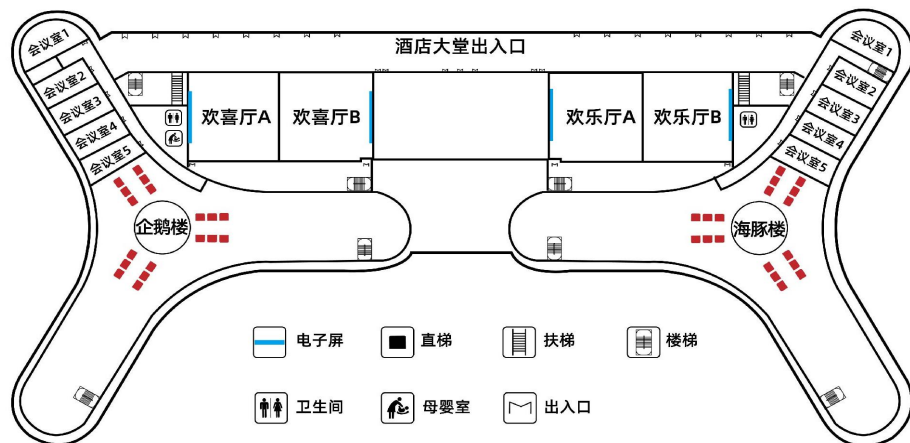 酒店大堂出入口
会议室1
会议室2
会议室3
会议室4
会议室5
欢喜厅A
欢喜厅B
欢乐厅A
欢乐厅B
会议室1
会议室2
会议室3
会议室4
会议室5
企鹅楼
海豚楼
电子屏
直梯
扶梯
楼梯
卫生间
母婴室
出入口